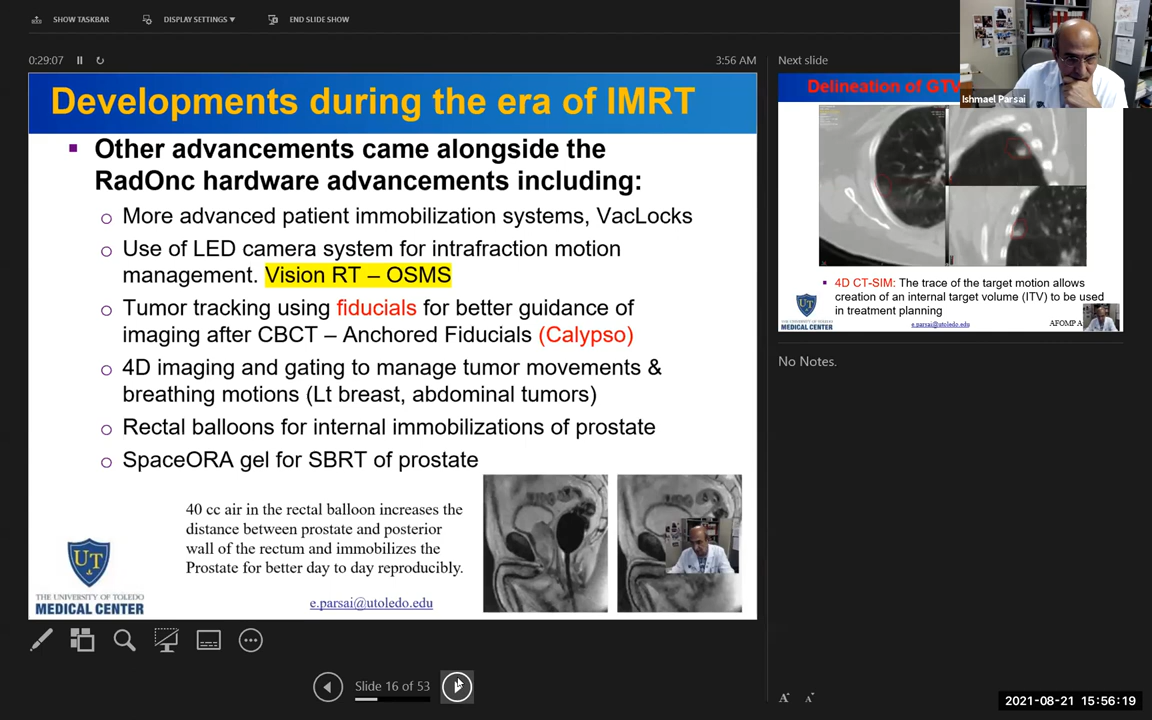 SHOW TASKBAR
DISPLAY SETTINGS ▼
END SLIDE SHOW
0:29:07
3:56 AM
Developments during the era of IMRT
▪ Other advancements came alongside the
RadOnc hardware advancements including:
o More advanced patient immobilization systems, VacLocks
o Use of LED camera system for intrafraction motion
management. Vision RT – OSMS
o Tumor tracking using fiducials for better guidance of
imaging after CBCT – Anchored Fiducials (Calypso)
o 4D imaging and gating to manage tumor movements &
breathing motions (Lt breast, abdominal tumors)
o Rectal balloons for internal immobilizations of prostate
o SpaceORA gel for SBRT of prostate
40 cc air in the rectal balloon increases the
distance between prostate and posterior
wall of the rectum and immobilizes the
Prostate for better day to day reproducibly.
UT
THE UNIVERSITY OF TOLEDO
MEDICAL CENTER
e.parsai@utoledo.edu
Slide 16 of 53
Next slide
Ishmael Parsai
Delineation of GTV
▪ 4D CT-SIM: The trace of the target motion allows
creation of an internal target volume (ITV) to be used
in treatment planning
UT
THE UNIVERSITY OF TOLEDO
MEDICAL CENTER
e.parsai@utoledo.edu
AFOMP A
No Notes.
A A
2021-08-21 15:56:19